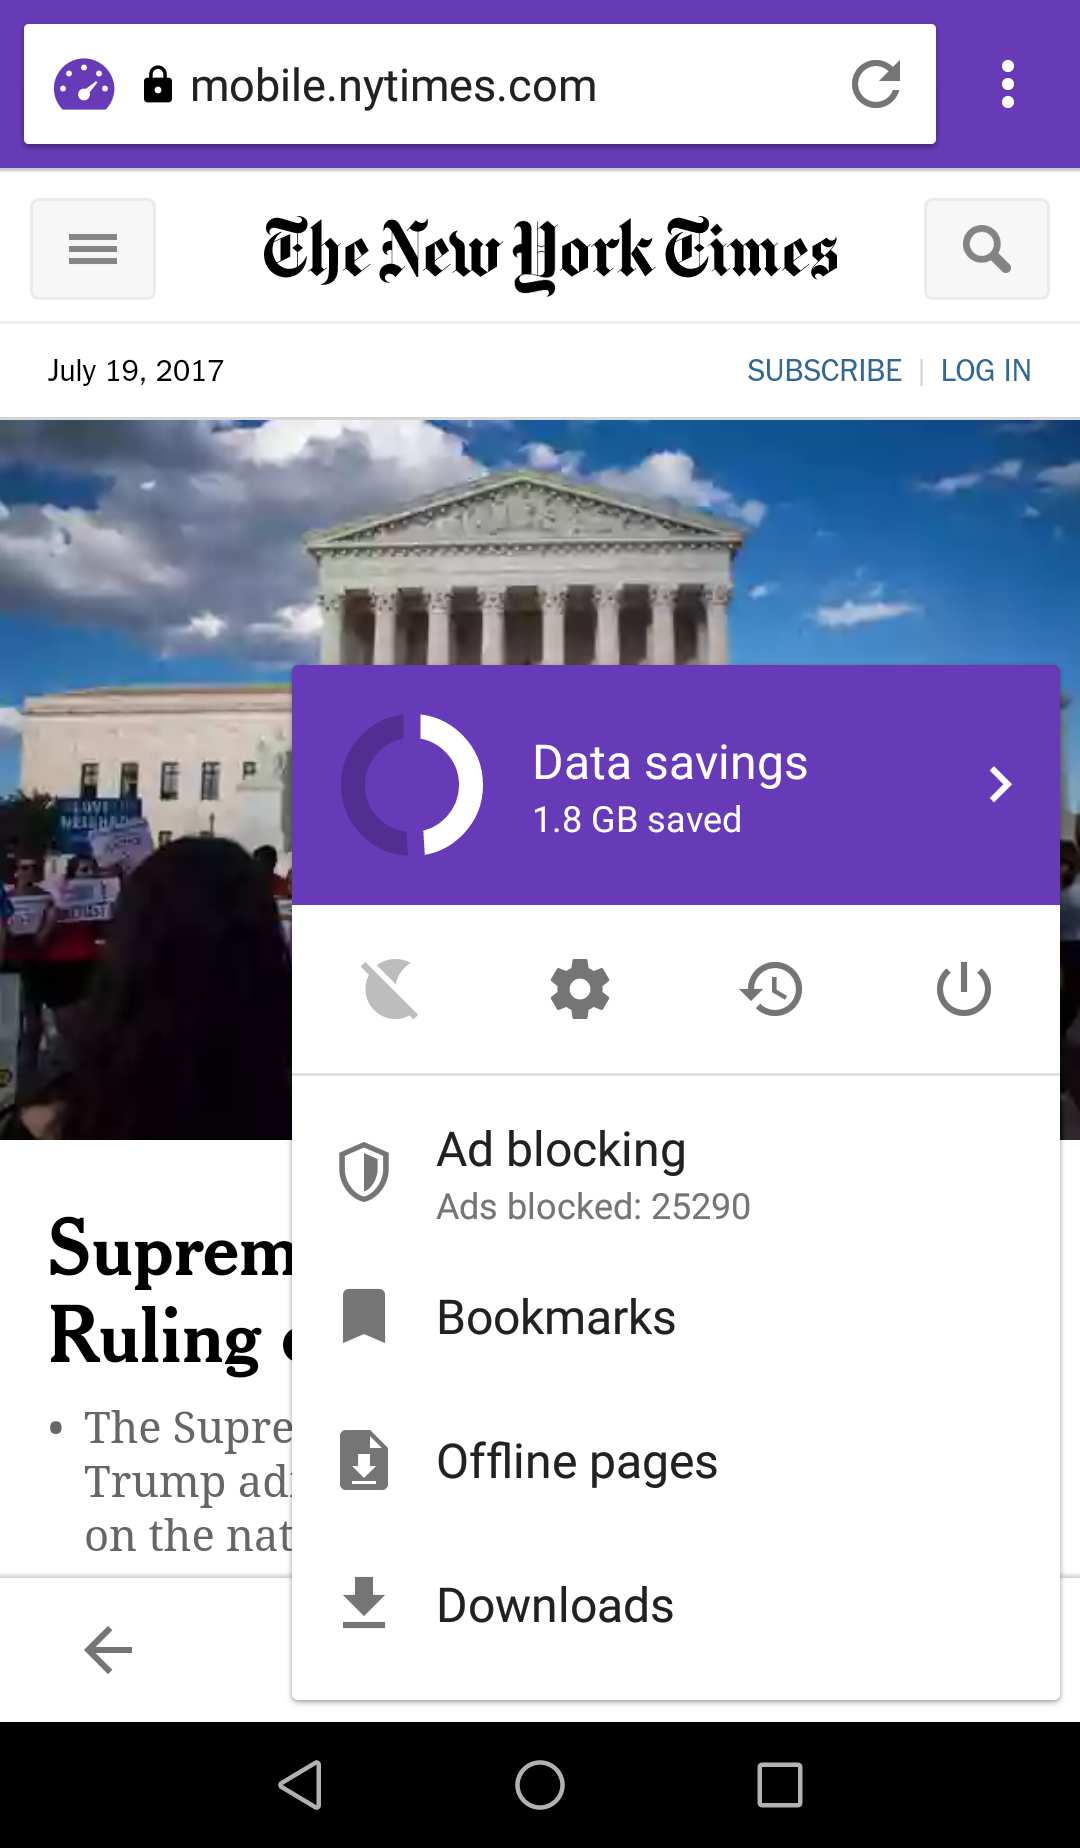 mobile.nytimes.com
The New York Times
July 19, 2017
SUBSCRIBE | LOG IN
Data savings
1.8 GB saved
Ad blocking
Ads blocked: 25290
Bookmarks
Offline pages
Downloads
Suprem
Ruling
• The Supre
Trump ad
on the nat